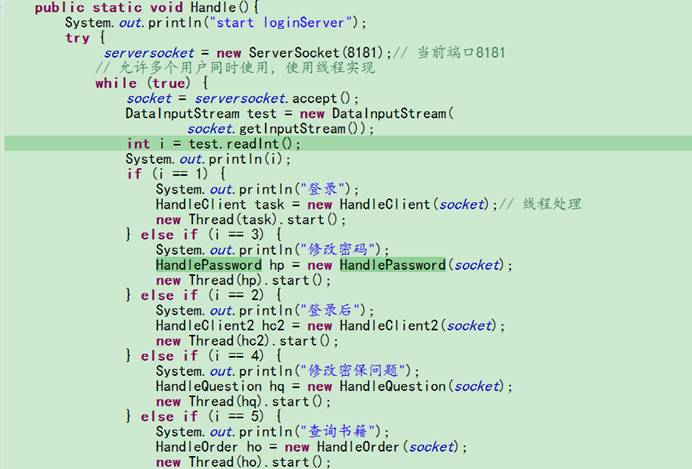 public static void Handle(){
System.out.println("start loginServer");
try {
serversocket = new ServerSocket(8181);// 当前端口8181
// 允许多个用户同时使用，使用线程实现
while (true) {
socket = serversocket.accept();
DataInputStream test = new DataInputStream(
socket.getInputStream());
int i = test.readInt();
System.out.println(i);
if (i == 1) {
System.out.println("登录");
HandleClient task = new HandleClient(socket);// 线程处理
new Thread(task).start();
} else if (i == 3) {
System.out.println("修改密码");
HandlePassword hp = new HandlePassword(socket);
new Thread(hp).start();
} else if (i == 2) {
System.out.println("登录后");
HandleClient2 hc2 = new HandleClient2(socket);
new Thread(hc2).start();
} else if (i == 4) {
System.out.println("修改密保问题");
HandleQuestion hq = new HandleQuestion(socket);
new Thread(hq).start();
} else if (i == 5) {
System.out.println("查询书籍");
HandleOrder ho = new HandleOrder(socket);
new Thread(ho).start();